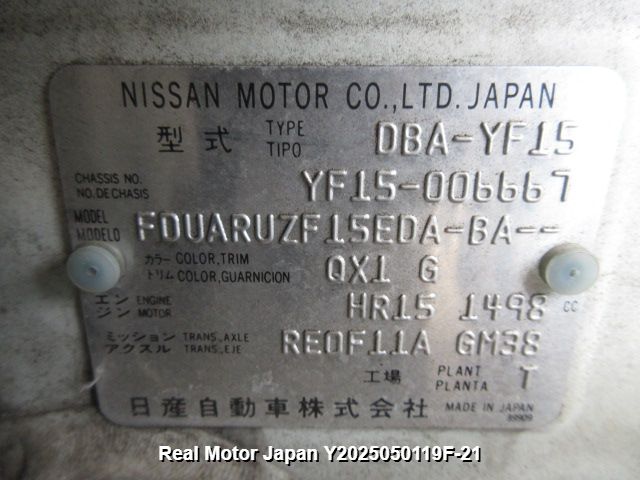 NISSAN MOTOR CO.,LTD. JAPAN
型式 TYPE TIPO DBA-YF15
CHASSIS NO. NO.DE CHASIS YF15-006667
MODEL MODELO FDUARUZF15EDA-BA--
カラー COLOR,TRIM
トリム COLOR,GUARNICION QX1 G
エンジン ENGINE MOTOR HR15 1498 CC
ミッション TRANS,AXLE
アクスル TRANS,EJE RE0F11A GM38
工場 PLANT PLANTA T
日産自動車株式会社 MADE IN JAPAN
Real Motor Japan Y2025050119F-21